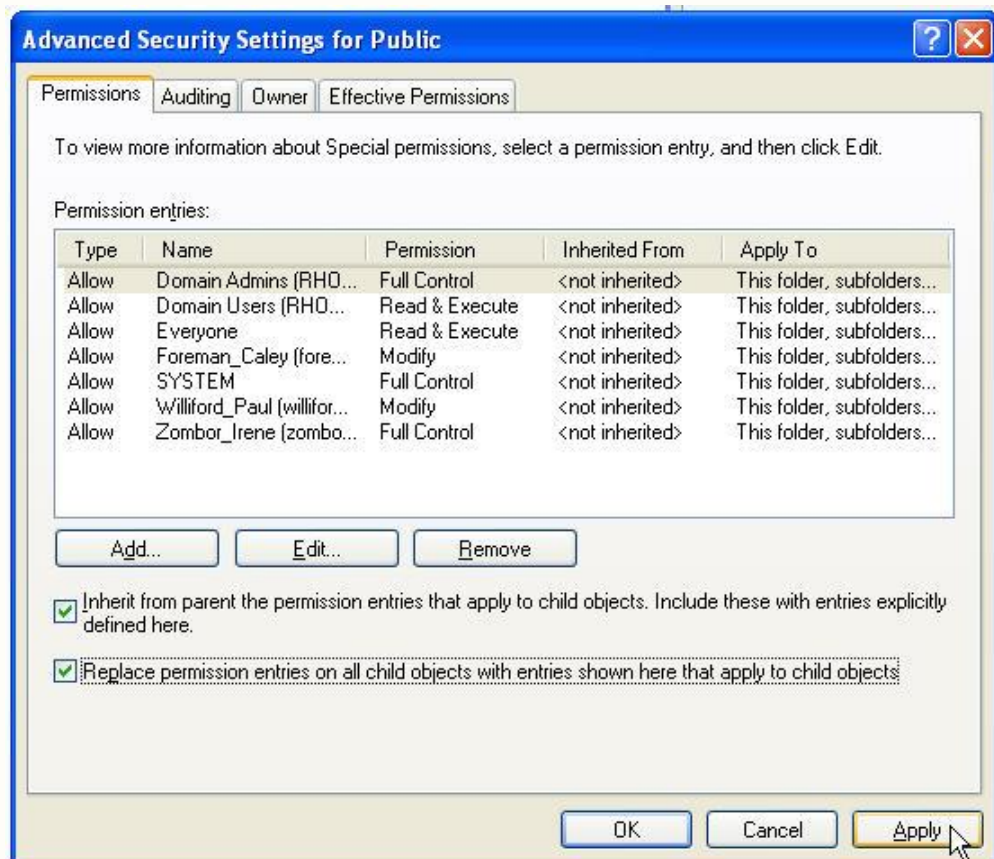 Advanced Security Settings for Public
Permissions Auditing Owner Effective Permissions
To view more information about Special permissions, select a permission entry, and then click Edit.
Permission entries:
Type Name Permission Inherited From Apply To
Allow Domain Admins (RHO... Full Control <not inherited> This folder, subfolders...
Allow Domain Users (RHO... Read & Execute <not inherited> This folder, subfolders...
Allow Everyone Read & Execute <not inherited> This folder, subfolders...
Allow Foreman_Caley (fore... Modify <not inherited> This folder, subfolders...
Allow SYSTEM Full Control <not inherited> This folder, subfolders...
Allow Williford_Paul (willifor... Modify <not inherited> This folder, subfolders...
Allow Zombor_Irene (zombo... Full Control <not inherited> This folder, subfolders...
Add... Edit... Remove
Inherit from parent the permission entries that apply to child objects. Include these with entries explicitly
defined here.
Replace permission entries on all child objects with entries shown here that apply to child objects
OK Cancel Apply